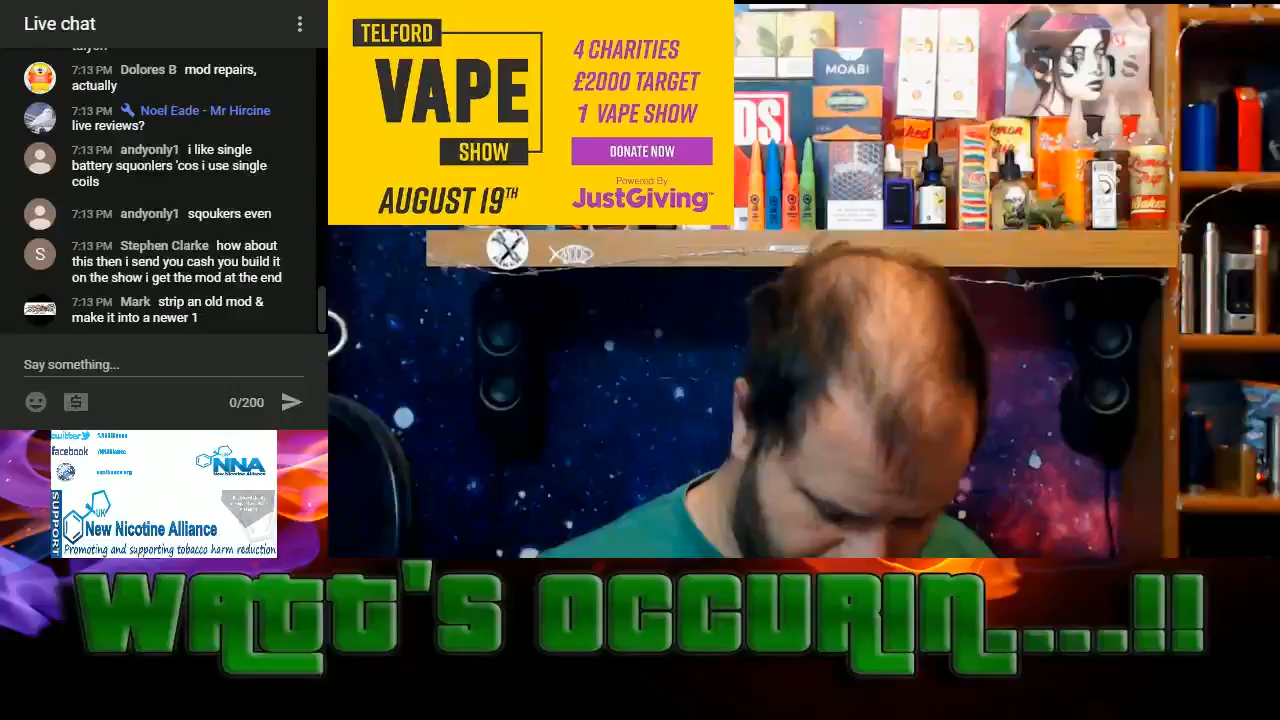 Live chat
talyon
7:13 PM Dolores B mod repairs,
actually
7:13 PM Noel Eade - Mr Hircine
live reviews?
7:13 PM andyonly1 i like single
battery squonlers 'cos i use single
coils
7:13 PM andyonly1 sqoukers even
7:13 PM Stephen Clarke how about
this then i send you cash you build it
on the show i get the mod at the end
7:13 PM Mark strip an old mod &
make it into a newer 1
Say something...
0/200
TELFORD
VAPE
SHOW
AUGUST 19TH
4 CHARITIES
£2000 TARGET
1 VAPE SHOW
DONATE NOW
Powered By
JustGiving™
MOABI
twitter
facebook
NNA
New Nicotine Alliance
SUPPORT
UK
New Nicotine Alliance
Promoting and supporting tobacco harm reduction
WATT'S OCCURIN....!!